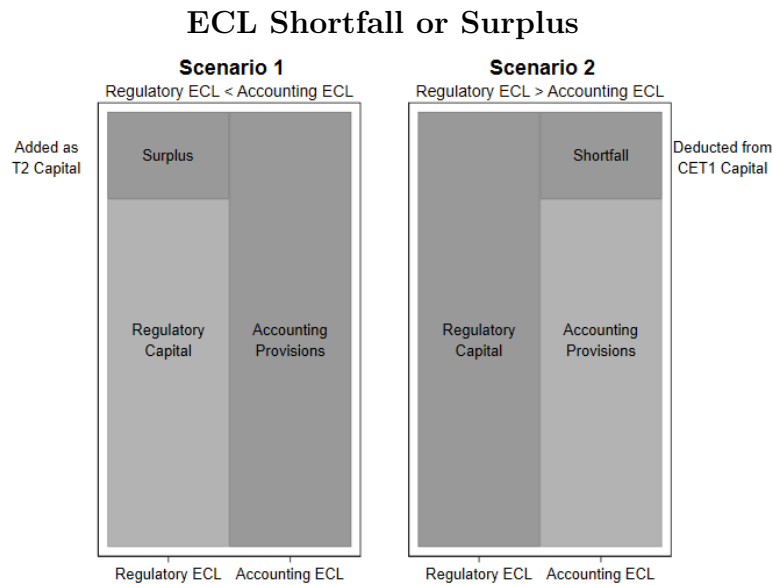 ECL Shortfall or Surplus
Scenario 1
Regulatory ECL < Accounting ECL
Added as
T2 Capital
Surplus
Regulatory
Capital
Accounting
Provisions
Regulatory ECL
Accounting ECL
Scenario 2
Regulatory ECL > Accounting ECL
Shortfall
Deducted from
CET1 Capital
Regulatory
Capital
Accounting
Provisions
Regulatory ECL
Accounting ECL